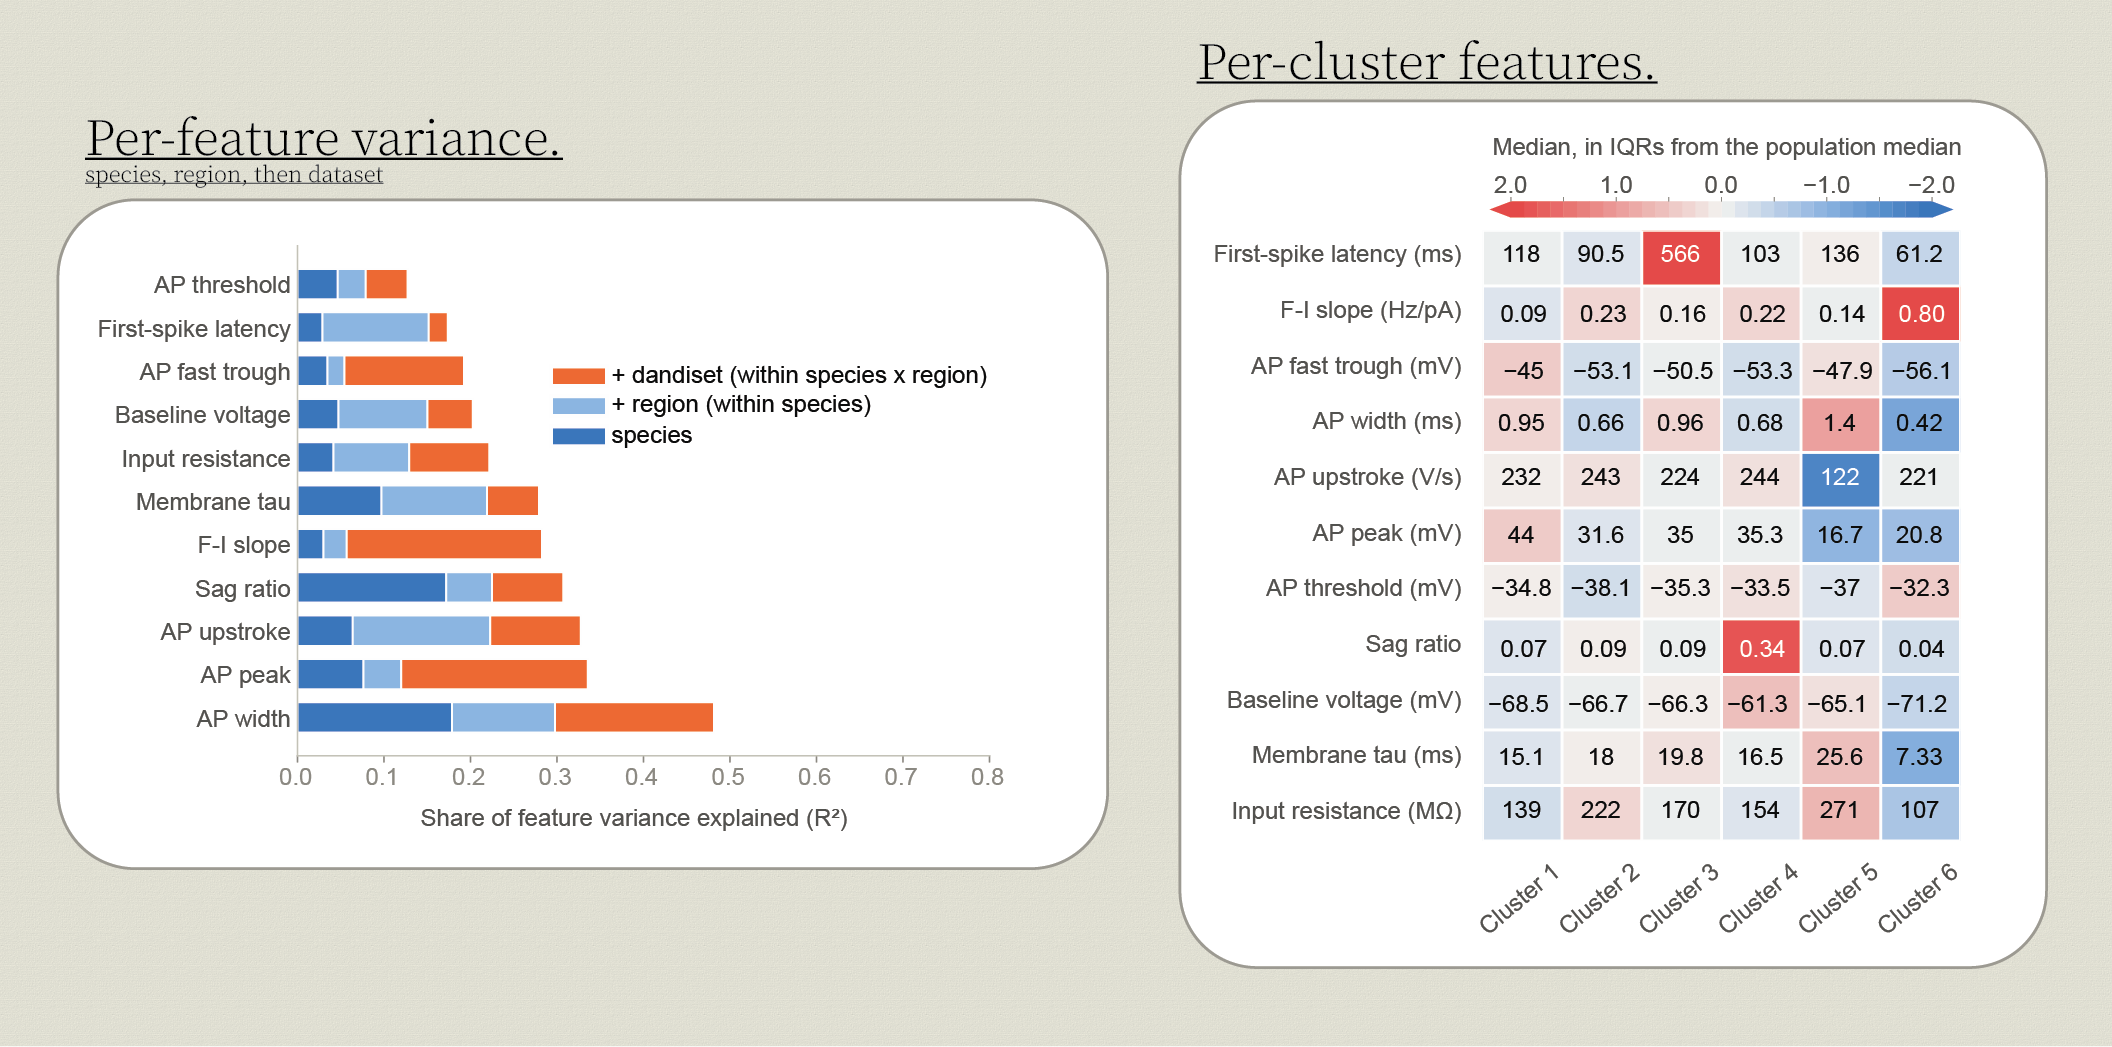 Per-feature variance.
species, region, then dataset
AP threshold
First-spike latency
AP fast trough
Baseline voltage
Input resistance
Membrane tau
F-I slope
Sag ratio
AP upstroke
AP peak
AP width
+ dandiset (within species x region)
+ region (within species)
species
0.0 0.1 0.2 0.3 0.4 0.5 0.6 0.7 0.8
Share of feature variance explained (R²)
Per-cluster features.
Median, in IQRs from the population median
2.0 1.0 0.0 −1.0 −2.0
First-spike latency (ms) 118 90.5 566 103 136 61.2
F-I slope (Hz/pA) 0.09 0.23 0.16 0.22 0.14 0.80
AP fast trough (mV) −45 −53.1 −50.5 −53.3 −47.9 −56.1
AP width (ms) 0.95 0.66 0.96 0.68 1.4 0.42
AP upstroke (V/s) 232 243 224 244 122 221
AP peak (mV) 44 31.6 35 35.3 16.7 20.8
AP threshold (mV) −34.8 −38.1 −35.3 −33.5 −37 −32.3
Sag ratio 0.07 0.09 0.09 0.34 0.07 0.04
Baseline voltage (mV) −68.5 −66.7 −66.3 −61.3 −65.1 −71.2
Membrane tau (ms) 15.1 18 19.8 16.5 25.6 7.33
Input resistance (MΩ) 139 222 170 154 271 107
Cluster 1 Cluster 2 Cluster 3 Cluster 4 Cluster 5 Cluster 6